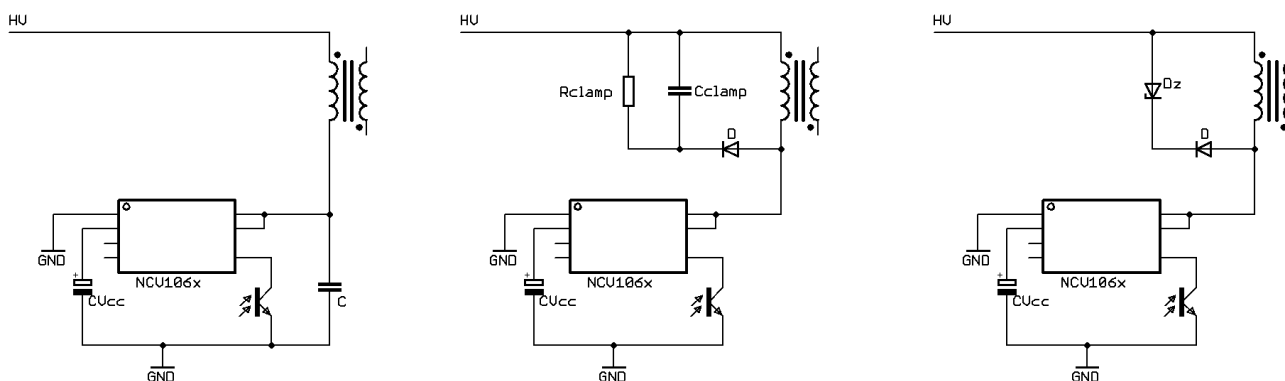 HV
GND
CVcc
NCV106x
C
GND
HV
Rclamp
Cclamp
D
GND
CVcc
NCV106x
GND
HV
Dz
D
GND
CVcc
NCV106x
GND